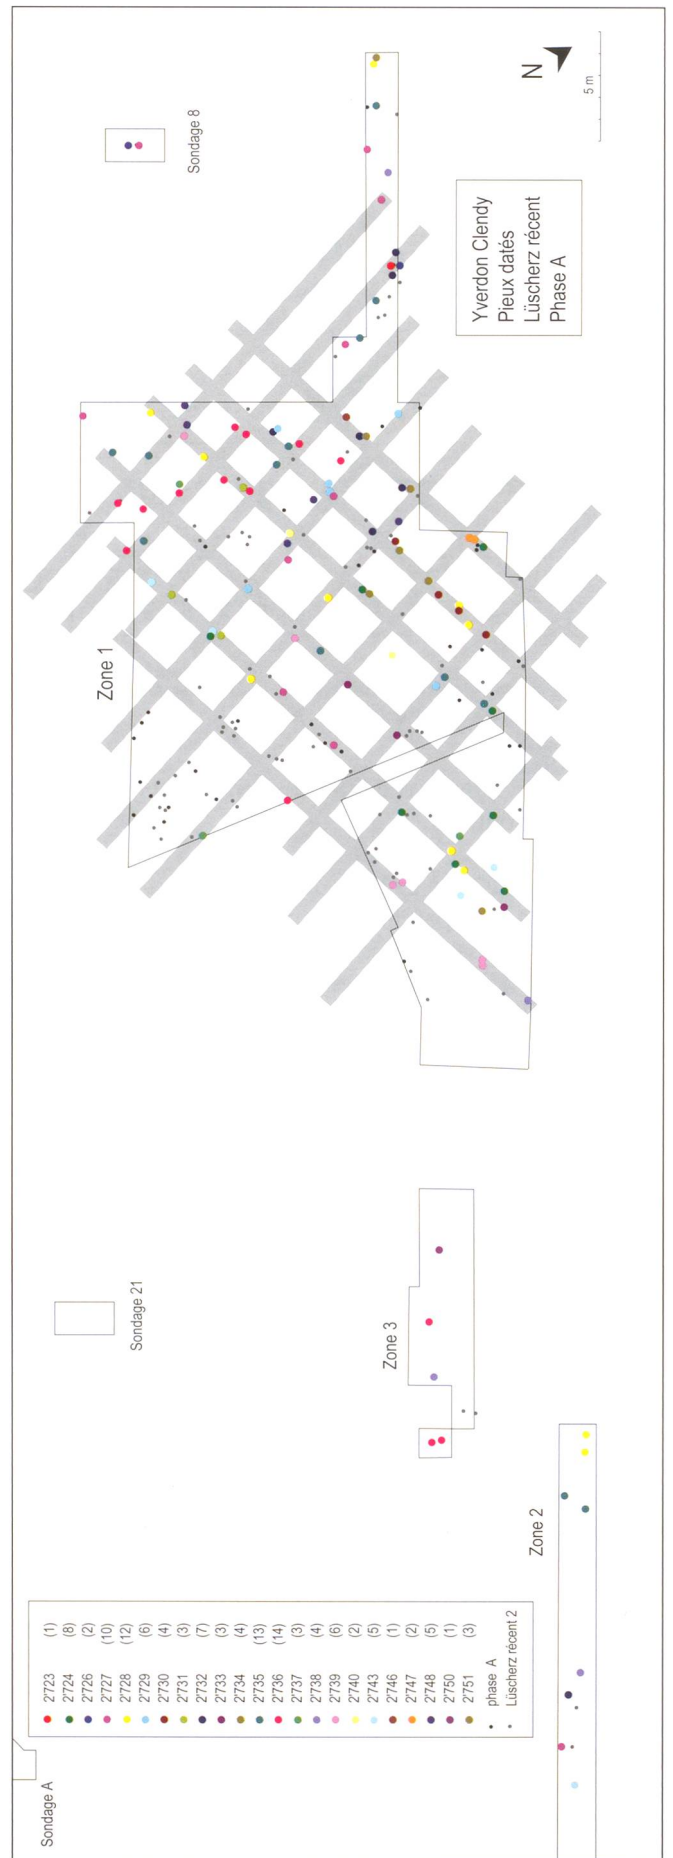 N
5 m
Sondage 8
Yverdon Clendy
Pieux datés
Lüscherz récent
Phase A
Zone 1
Sondage 21
Zone 3
Zone 2
2'723 (1)
2'724 (8)
2'726 (2)
2'727 (10)
2'728 (12)
2'729 (6)
2'730 (4)
2'731 (3)
2'732 (7)
2'733 (3)
2'734 (4)
2'735 (13)
2'736 (14)
2'737 (3)
2'738 (4)
2'739 (6)
2'740 (2)
2'743 (5)
2'746 (1)
2'747 (2)
2'748 (5)
2'750 (1)
2'751 (3)
phase A
Lüscherz récent 2
Sondage A